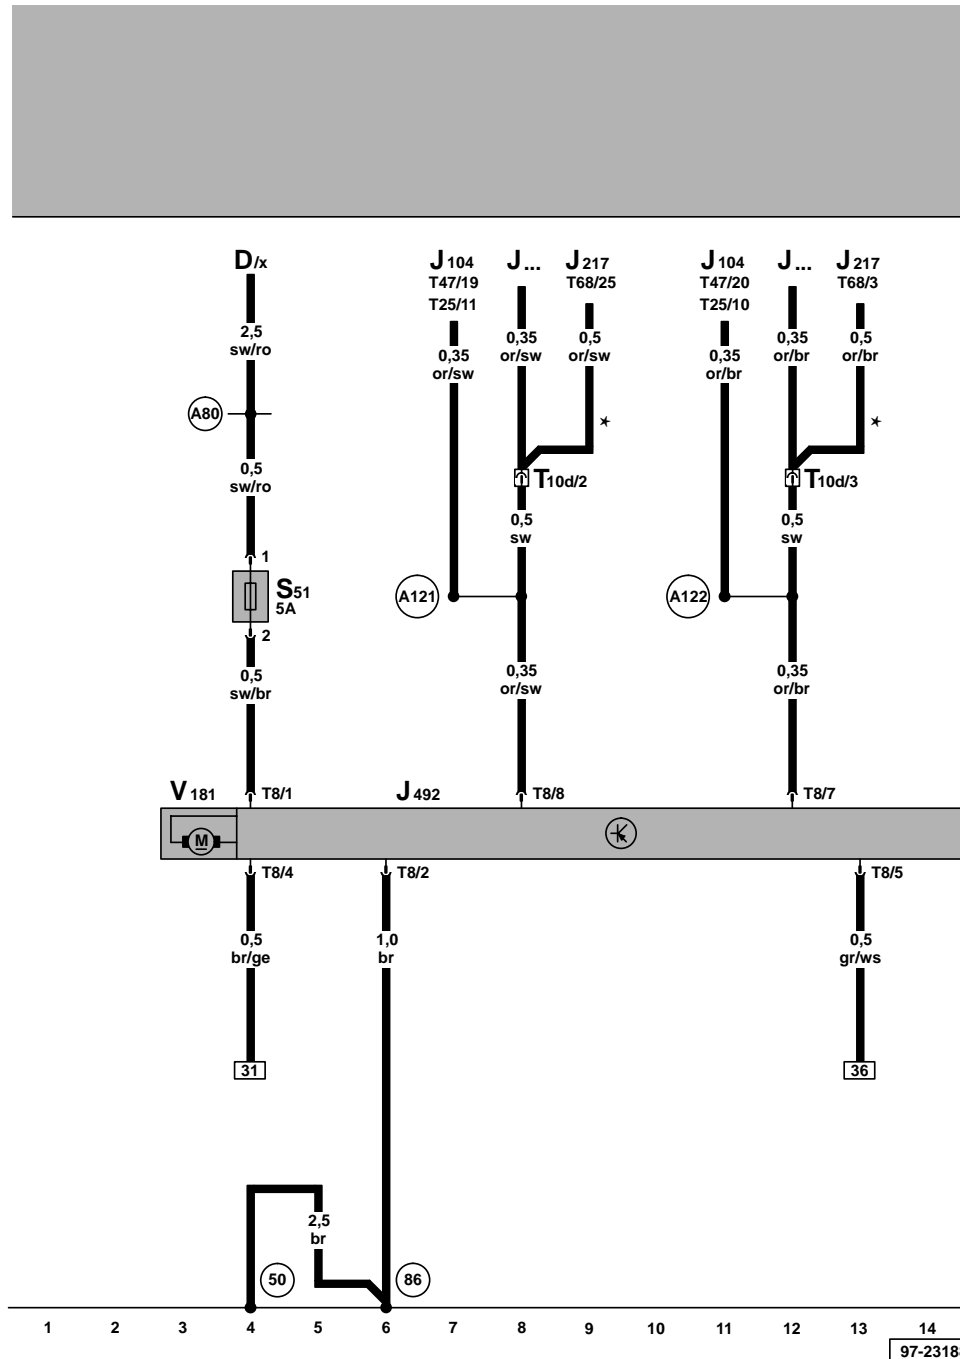 D/x
J104
J...
J217
J104
J...
J217
T47/19
T68/25
T47/20
T68/3
T25/11
T25/10
2,5
sw/ro
0,35
or/sw
0,35
or/sw
0,5
or/sw
0,35
or/br
0,35
or/br
0,5
or/br
A80
*
*
0,5
sw/ro
T10d/2
T10d/3
0,5
sw
0,5
sw
1
S51
5A
2
A121
A122
0,5
sw/br
0,35
or/sw
0,35
or/br
V181
T8/1
J492
T8/8
T8/7
M
T8/4
T8/2
T8/5
0,5
br/ge
1,0
br
0,5
gr/ws
31
36
2,5
br
50
86
1 2 3 4 5 6 7 8 9 10 11 12 13 14